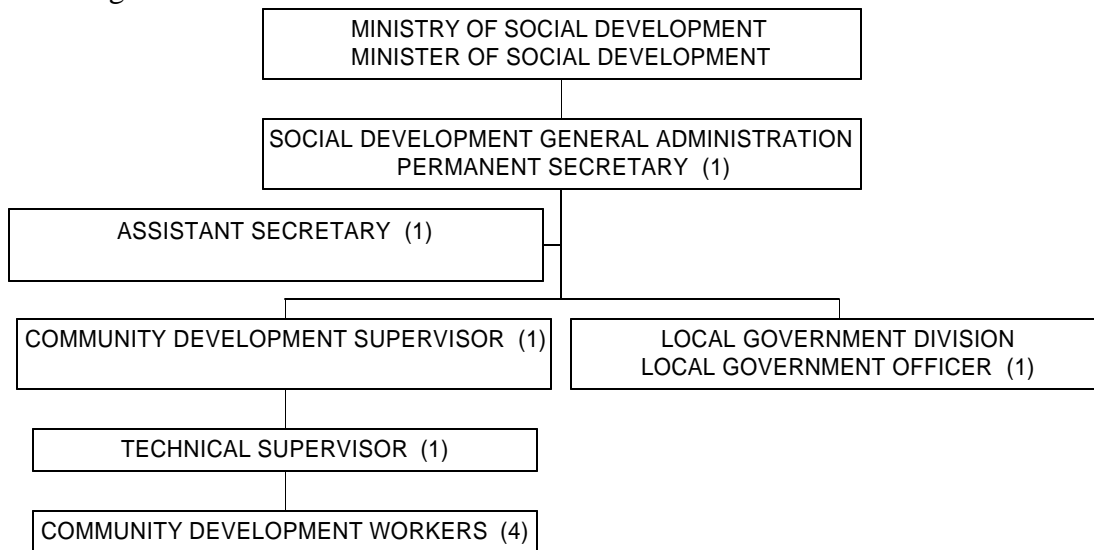 MINISTRY OF SOCIAL DEVELOPMENT
MINISTER OF SOCIAL DEVELOPMENT
SOCIAL DEVELOPMENT GENERAL ADMINISTRATION
PERMANENT SECRETARY (1)
ASSISTANT SECRETARY (1)
COMMUNITY DEVELOPMENT SUPERVISOR (1)
LOCAL GOVERNMENT DIVISION
LOCAL GOVERNMENT OFFICER (1)
TECHNICAL SUPERVISOR (1)
COMMUNITY DEVELOPMENT WORKERS (4)